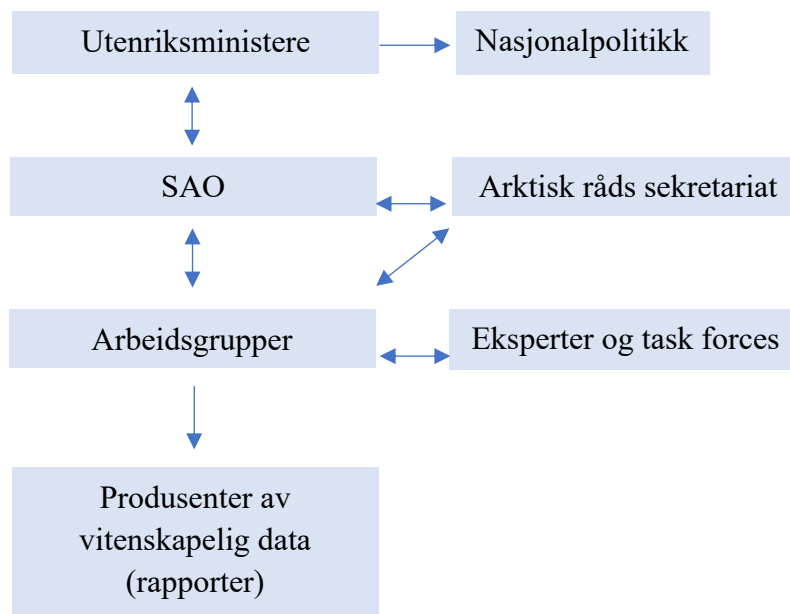 Utenriksministere
Nasjonalpolitikk
SAO
Arktisk råds sekretariat
Arbeidsgrupper
Eksperter og task forces
Produsenter av
vitenskapelig data
(rapporter)